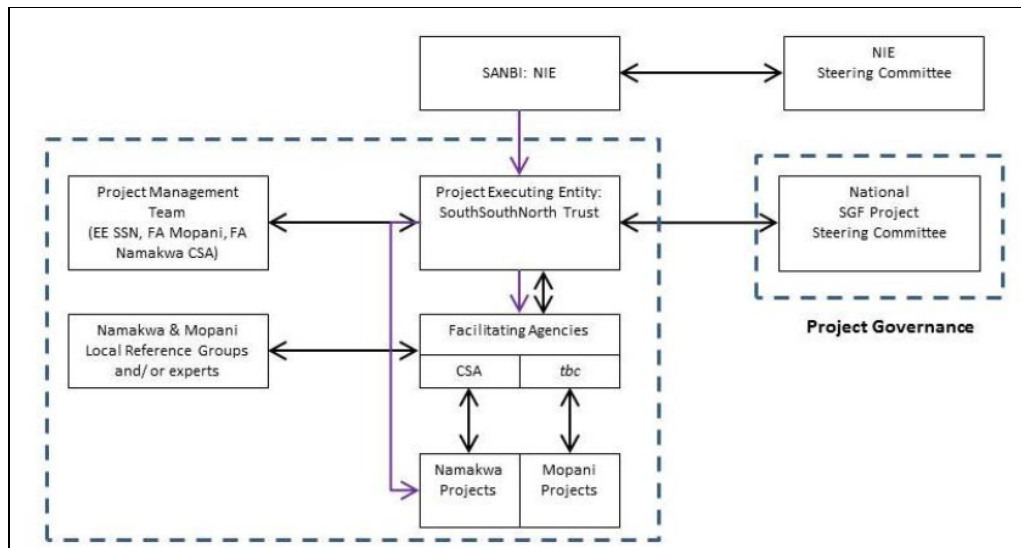 SANBI: NIE
NIE
Steering Committee
Project Management
Team
(EE SSN, FA Mopani, FA
Namakwa CSA)
Project Executing Entity:
SouthSouthNorth Trust
National
SGF Project
Steering Committee
Project Governance
Namakwa & Mopani
Local Reference Groups
and/ or experts
Facilitating Agencies
CSA
tbc
Namakwa
Projects
Mopani
Projects